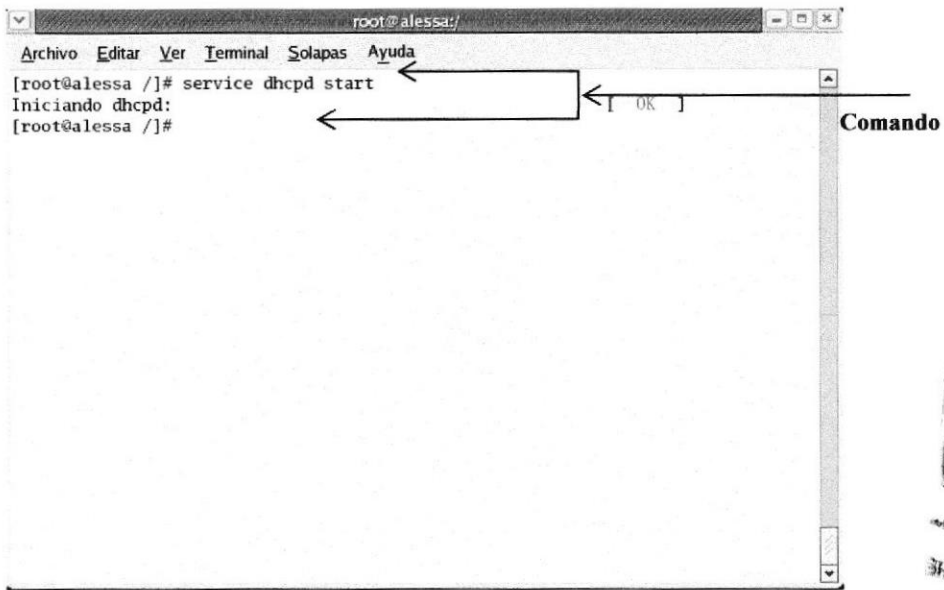 root@alessa:/
Archivo Editar Ver Terminal Solapas Ayuda
[root@alessa /]# service dhcpd start
Iniciando dhcpd: [ OK ]
[root@alessa /]#
Comando